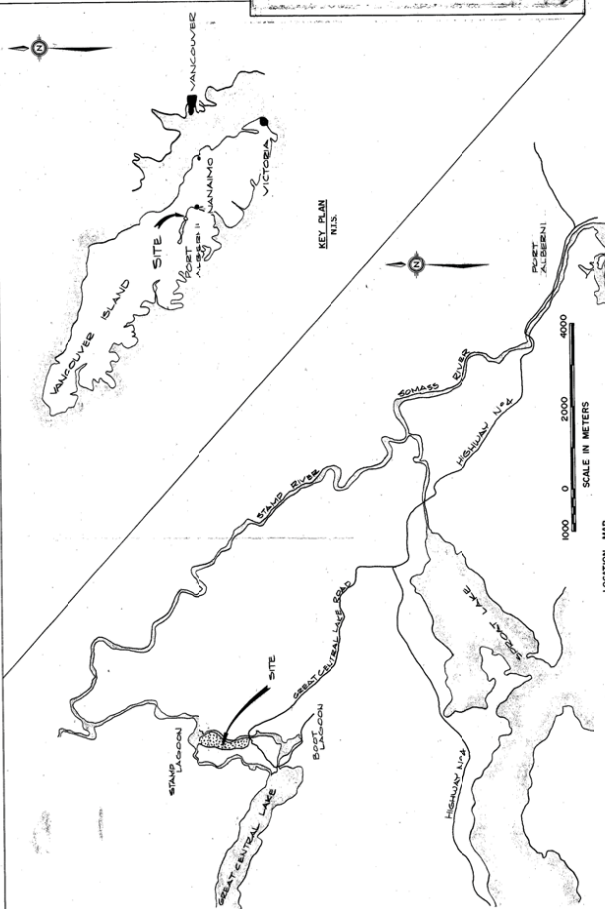 N
VANCOUVER
VANCOUVER ISLAND
SITE
PORT
ALBERNI
NANAIMO
VICTORIA
KEY PLAN
N.T.S.
N
PORT
ALBERNI
SOMASS RIVER
HIGHWAY No 4
STAMP RIVER
GREAT CENTRAL LAKE ROAD
SITE
STAMP
LAGOON
BOOT
LAGOON
GREAT CENTRAL LAKE
SPROAT LAKE
HIGHWAY No 4
1000 0 2000 4000
SCALE IN METERS
LOCATION MAP